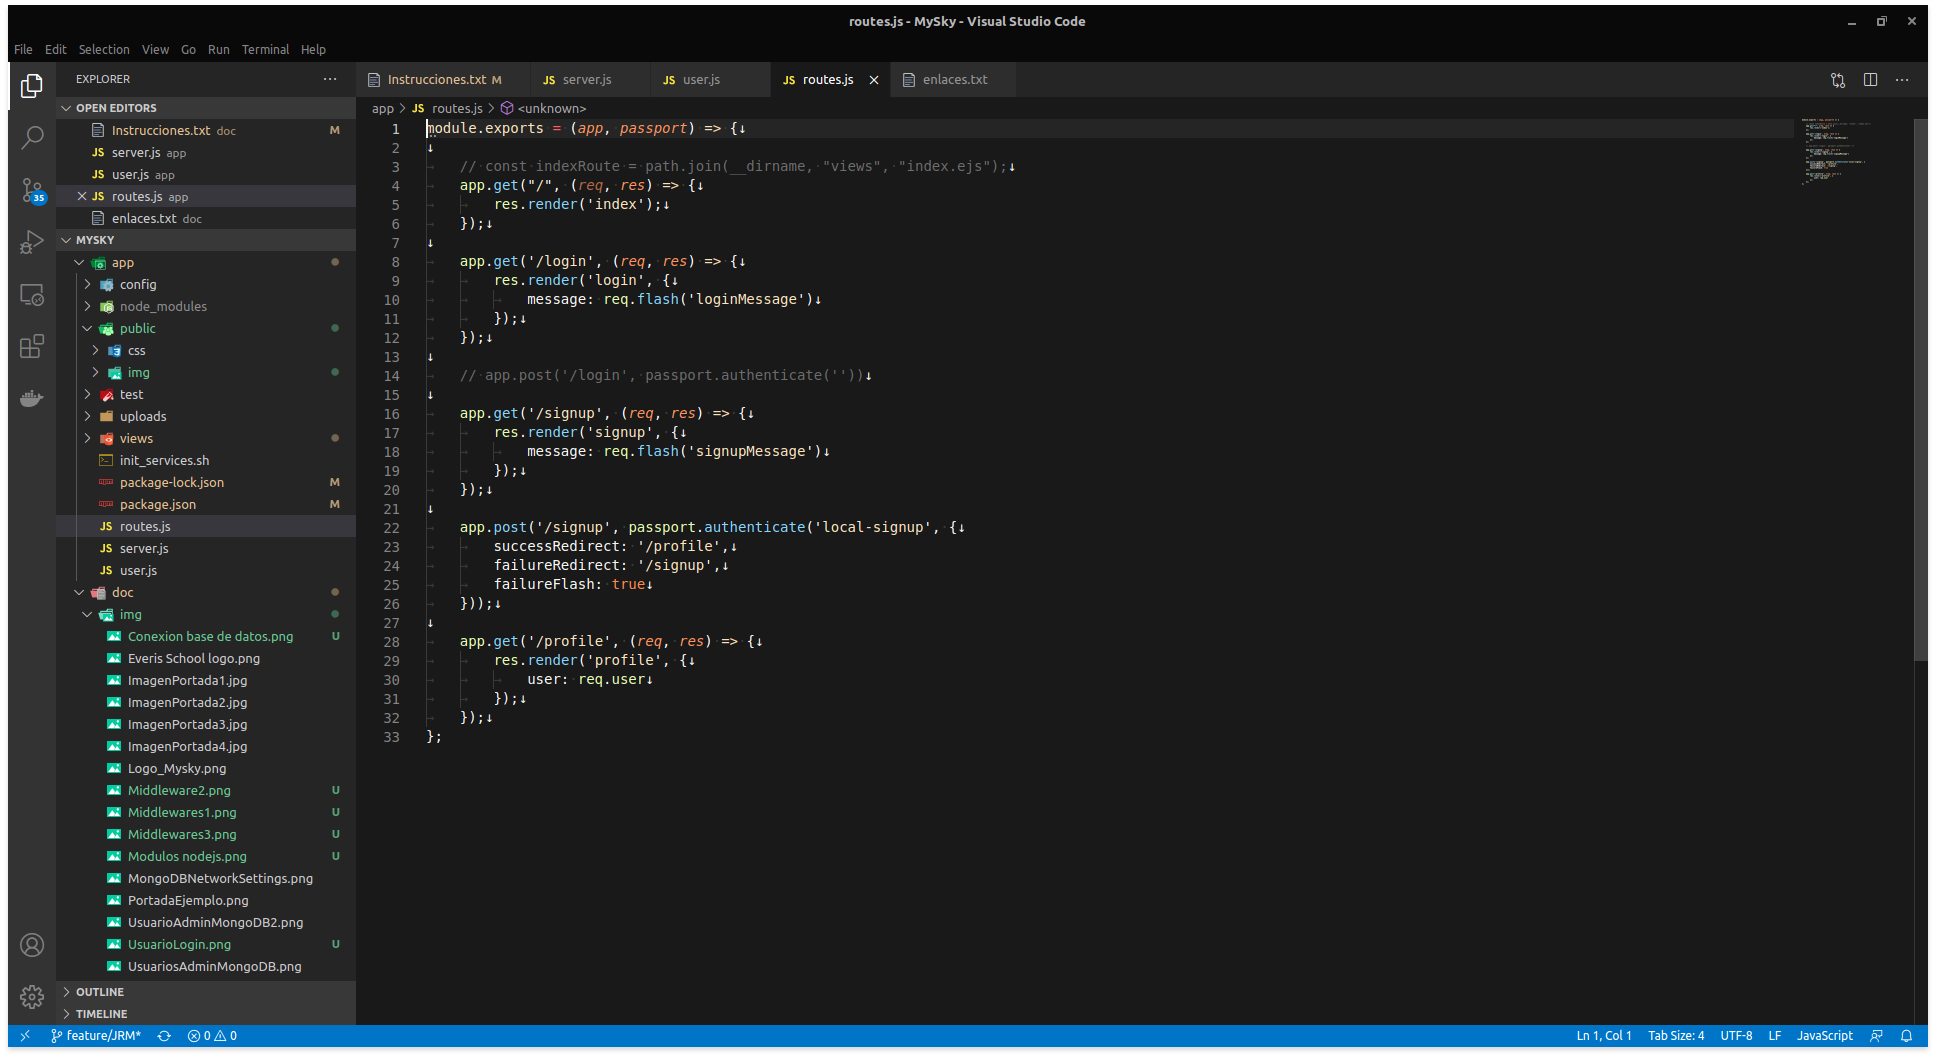 routes.js - MySky - Visual Studio Code
File Edit Selection View Go Run Terminal Help
EXPLORER
OPEN EDITORS
Instrucciones.txt doc M
server.js app
user.js app
routes.js app
enlaces.txt doc
MYSKY
app
config
node_modules
public
css
img
test
uploads
views
init_services.sh
package-lock.json M
package.json M
routes.js
server.js
user.js
doc
img
Conexion base de datos.png U
Everis School logo.png
ImagenPortada1.jpg
ImagenPortada2.jpg
ImagenPortada3.jpg
ImagenPortada4.jpg
Logo_Mysky.png
Middleware2.png U
Middlewares1.png U
Middlewares3.png U
Modulos nodejs.png U
MongoDBNetworkSettings.png
PortadaEjemplo.png
UsuarioAdminMongoDB2.png
UsuarioLogin.png U
UsuariosAdminMongoDB.png
OUTLINE
TIMELINE
35
Instrucciones.txt M JS server.js JS user.js JS routes.js enlaces.txt
app > JS routes.js > <unknown>
1 module.exports = (app, passport) => {↓
2 ↓
3 // const indexRoute = path.join(__dirname, "views", "index.ejs");↓
4 app.get("/", (req, res) => {↓
5 res.render('index');↓
6 });↓
7 ↓
8 app.get('/login', (req, res) => {↓
9 res.render('login', {↓
10 message: req.flash('loginMessage')↓
11 });↓
12 });↓
13 ↓
14 // app.post('/login', passport.authenticate(''))↓
15 ↓
16 app.get('/signup', (req, res) => {↓
17 res.render('signup', {↓
18 message: req.flash('signupMessage')↓
19 });↓
20 });↓
21 ↓
22 app.post('/signup', passport.authenticate('local-signup', {↓
23 successRedirect: '/profile',↓
24 failureRedirect: '/signup',↓
25 failureFlash: true↓
26 }));↓
27 ↓
28 app.get('/profile', (req, res) => {↓
29 res.render('profile', {↓
30 user: req.user↓
31 });↓
32 });↓
33 };
feature/JRM* 0 0 Ln 1, Col 1 Tab Size: 4 UTF-8 LF JavaScript